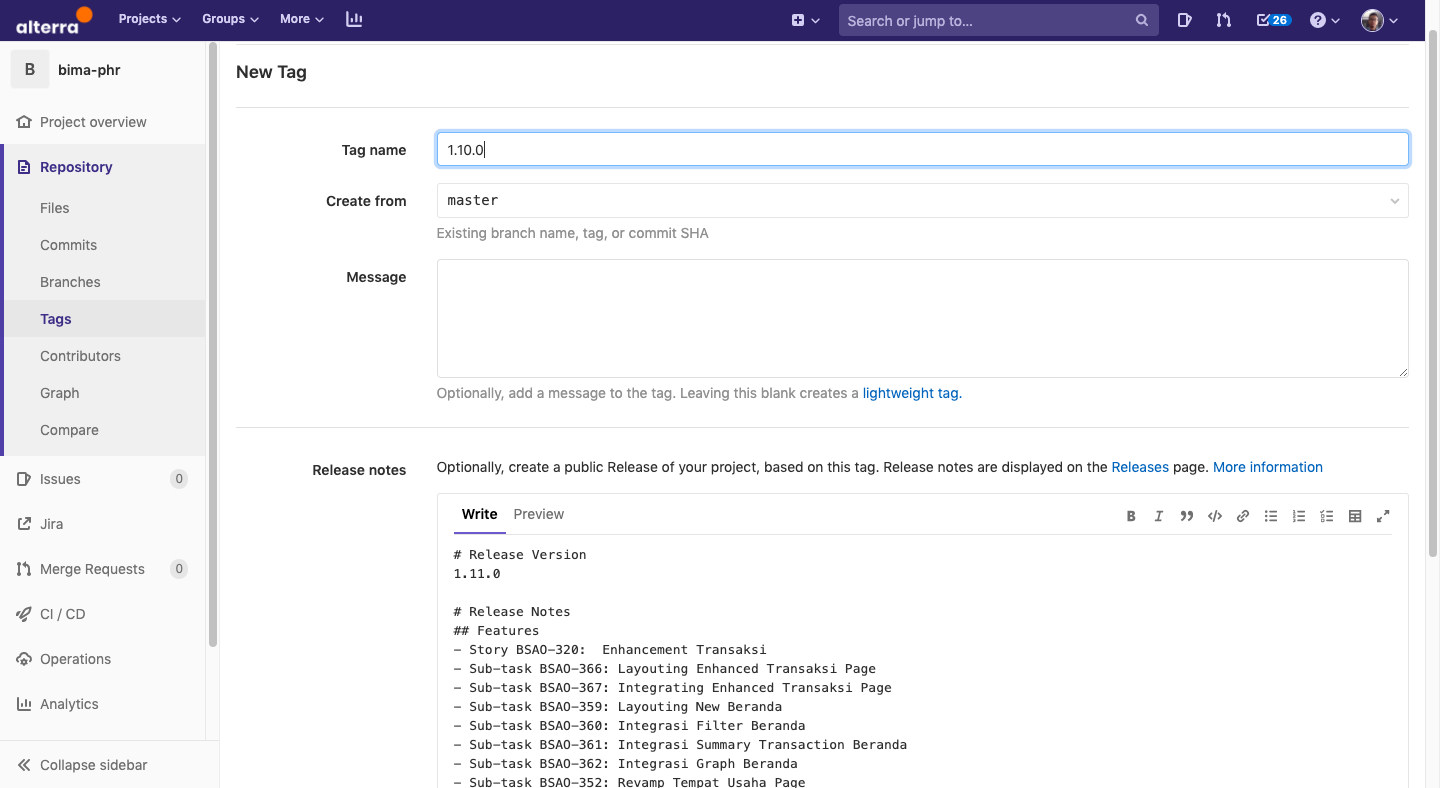 alterra
Projects
Groups
More
Search or jump to...
26
B
bima-phr
Project overview
Repository
Files
Commits
Branches
Tags
Contributors
Graph
Compare
Issues
0
Jira
Merge Requests
0
CI / CD
Operations
Analytics
Collapse sidebar
New Tag
Tag name
1.10.0
Create from
master
Existing branch name, tag, or commit SHA
Message
Optionally, add a message to the tag. Leaving this blank creates a lightweight tag.
Release notes
Optionally, create a public Release of your project, based on this tag. Release notes are displayed on the Releases page. More information
Write
Preview
# Release Version
1.11.0
# Release Notes
## Features
- Story BSAO-320:  Enhancement Transaksi
- Sub-task BSAO-366: Layouting Enhanced Transaksi Page
- Sub-task BSAO-367: Integrating Enhanced Transaksi Page
- Sub-task BSAO-359: Layouting New Beranda
- Sub-task BSAO-360: Integrasi Filter Beranda
- Sub-task BSAO-361: Integrasi Summary Transaction Beranda
- Sub-task BSAO-362: Integrasi Graph Beranda
- Sub-task BSAO-352: Revamp Tempat Usaha Page